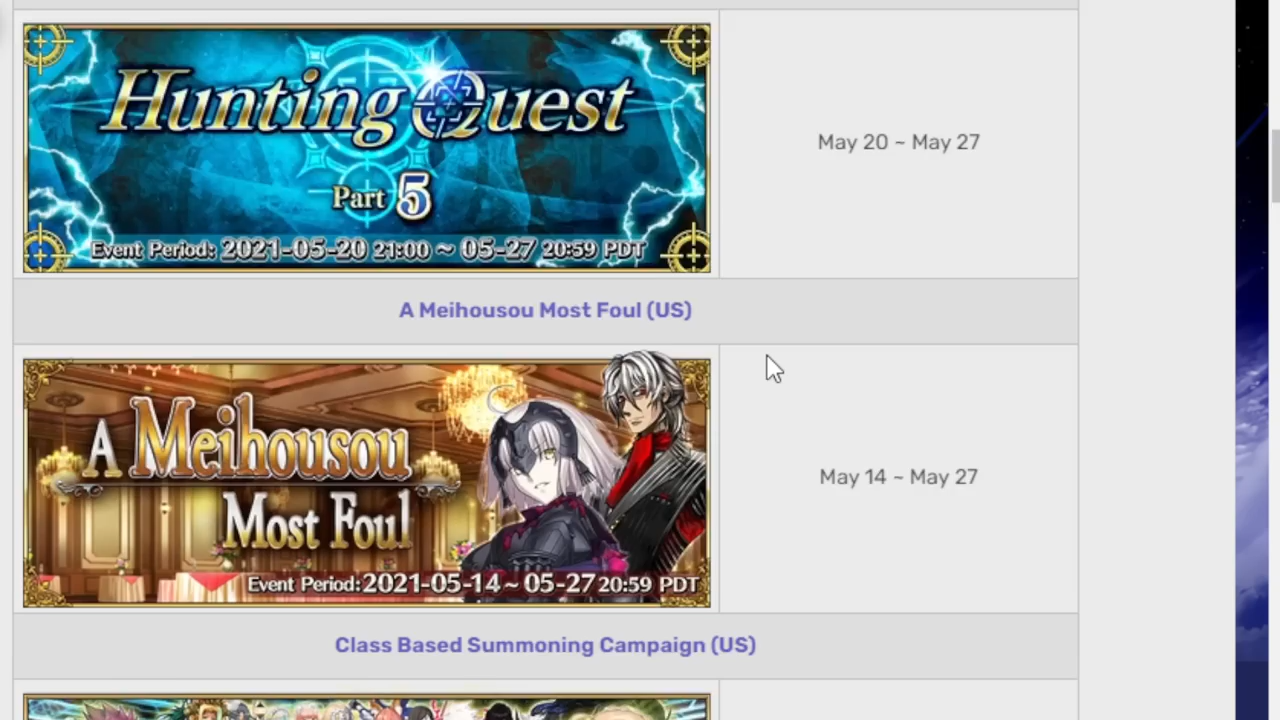 Hunting Quest
Part 5
Event Period: 2021-05-20 21:00 ~ 05-27 20:59 PDT
May 20 ~ May 27
A Meihousou Most Foul (US)
A Meihousou
Most Foul
Event Period: 2021-05-14 ~ 05-27 20:59 PDT
May 14 ~ May 27
Class Based Summoning Campaign (US)